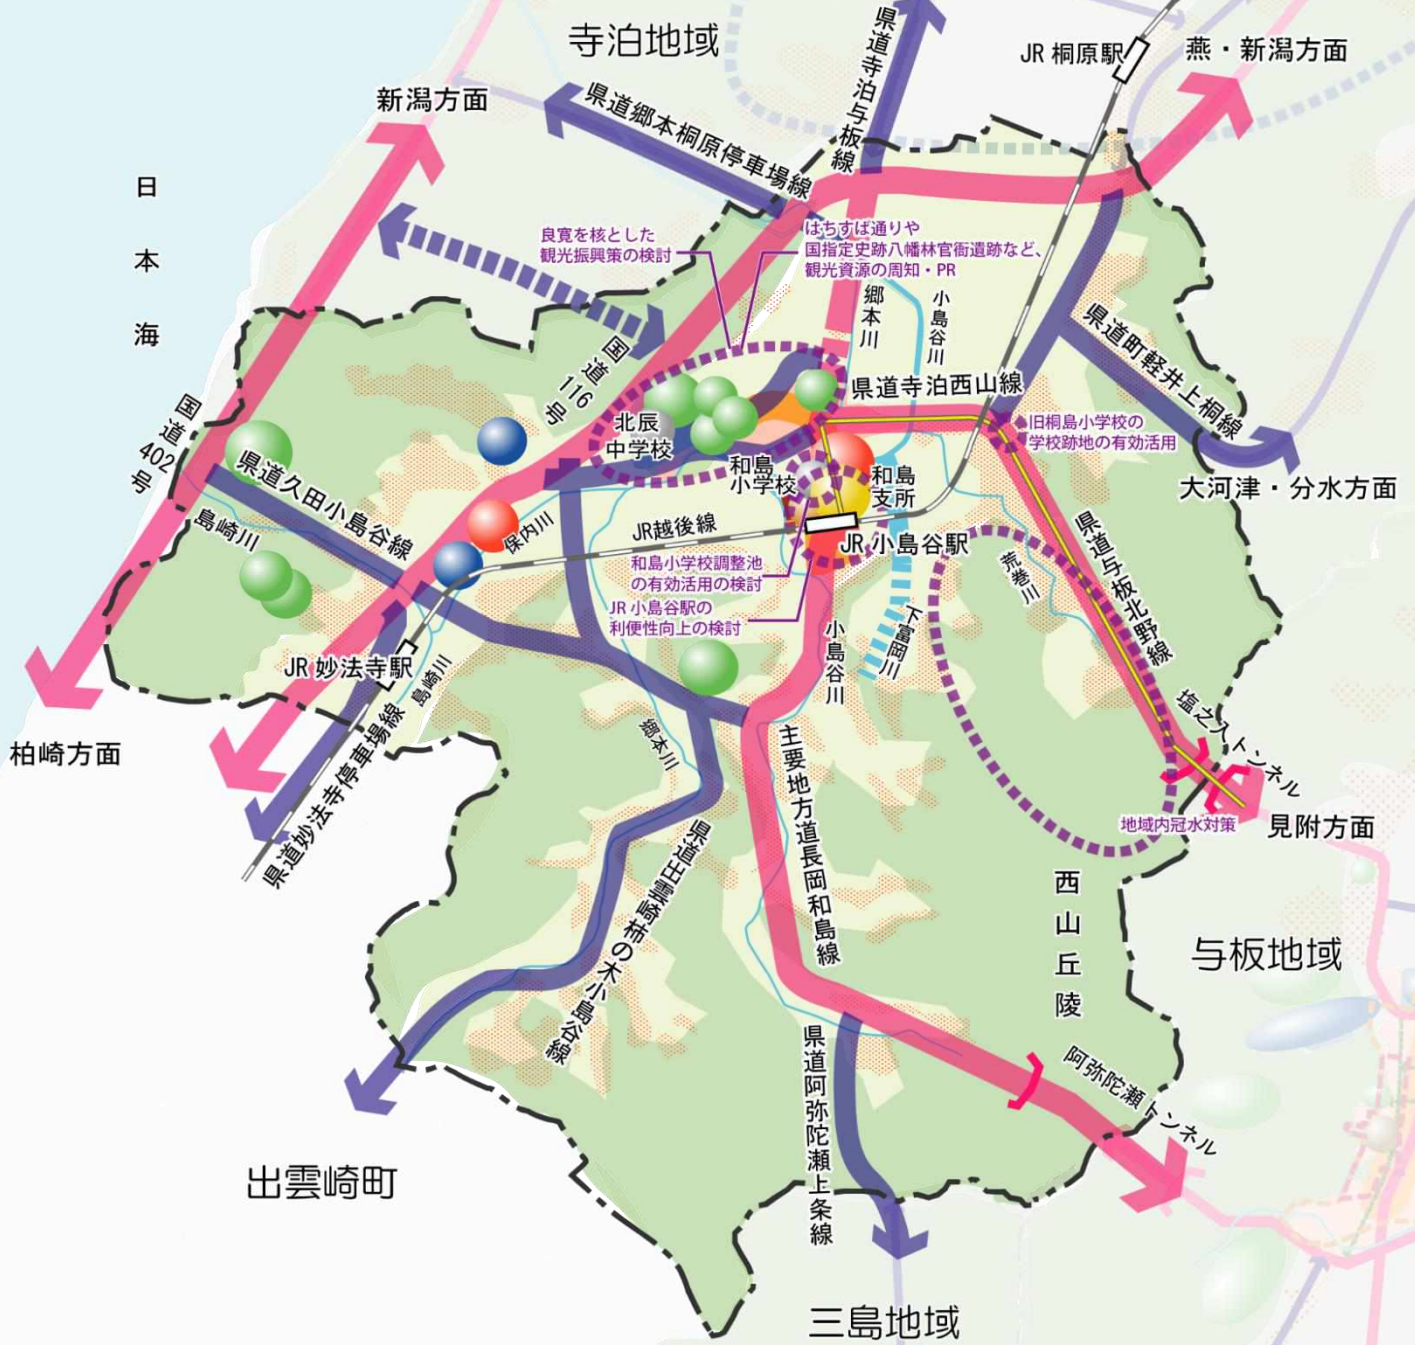 寺泊地域
県道寺泊与板線
JR 桐原駅
燕・新潟方面
新潟方面
県道郷本桐原停車場線
日本海
良寛を核とした
観光振興策の検討
はちすば通りや
国指定史跡八幡林官衙遺跡など、
観光資源の周知・PR
郷本川
小島谷川
国道116号
県道町軽井上桐線
県道寺泊西山線
国道402号
北辰
中学校
旧桐島小学校の
学校跡地の有効活用
和島
小学校
和島
支所
大河津・分水方面
県道久田小島谷線
島崎川
保内川
JR越後線
JR 小島谷駅
県道与板北野線
和島小学校調整池
の有効活用の検討
荒巻川
JR 小島谷駅の
利便性向上の検討
下富岡川
小島谷川
JR 妙法寺駅
島崎川
塩之入トンネル
柏崎方面
県道妙法寺停車場線
主要地方道長岡和島線
地域内冠水対策
見附方面
県道出雲崎柿の木小島谷線
西山丘陵
与板地域
県道阿弥陀瀬上条線
阿弥陀瀬トンネル
出雲崎町
三島地域